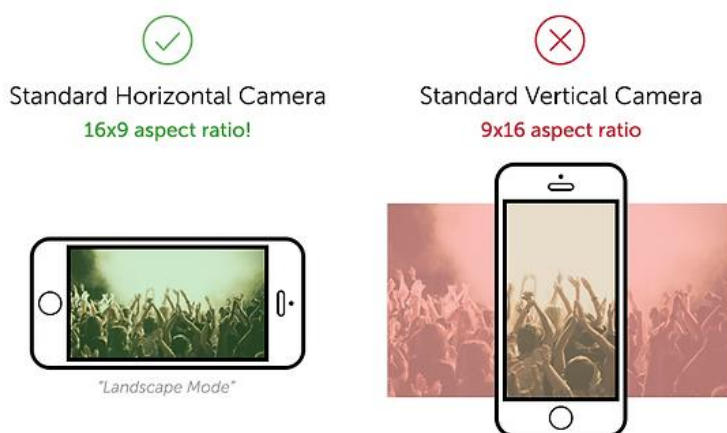 Standard Horizontal Camera
16x9 aspect ratio!
"Landscape Mode"
Standard Vertical Camera
9x16 aspect ratio